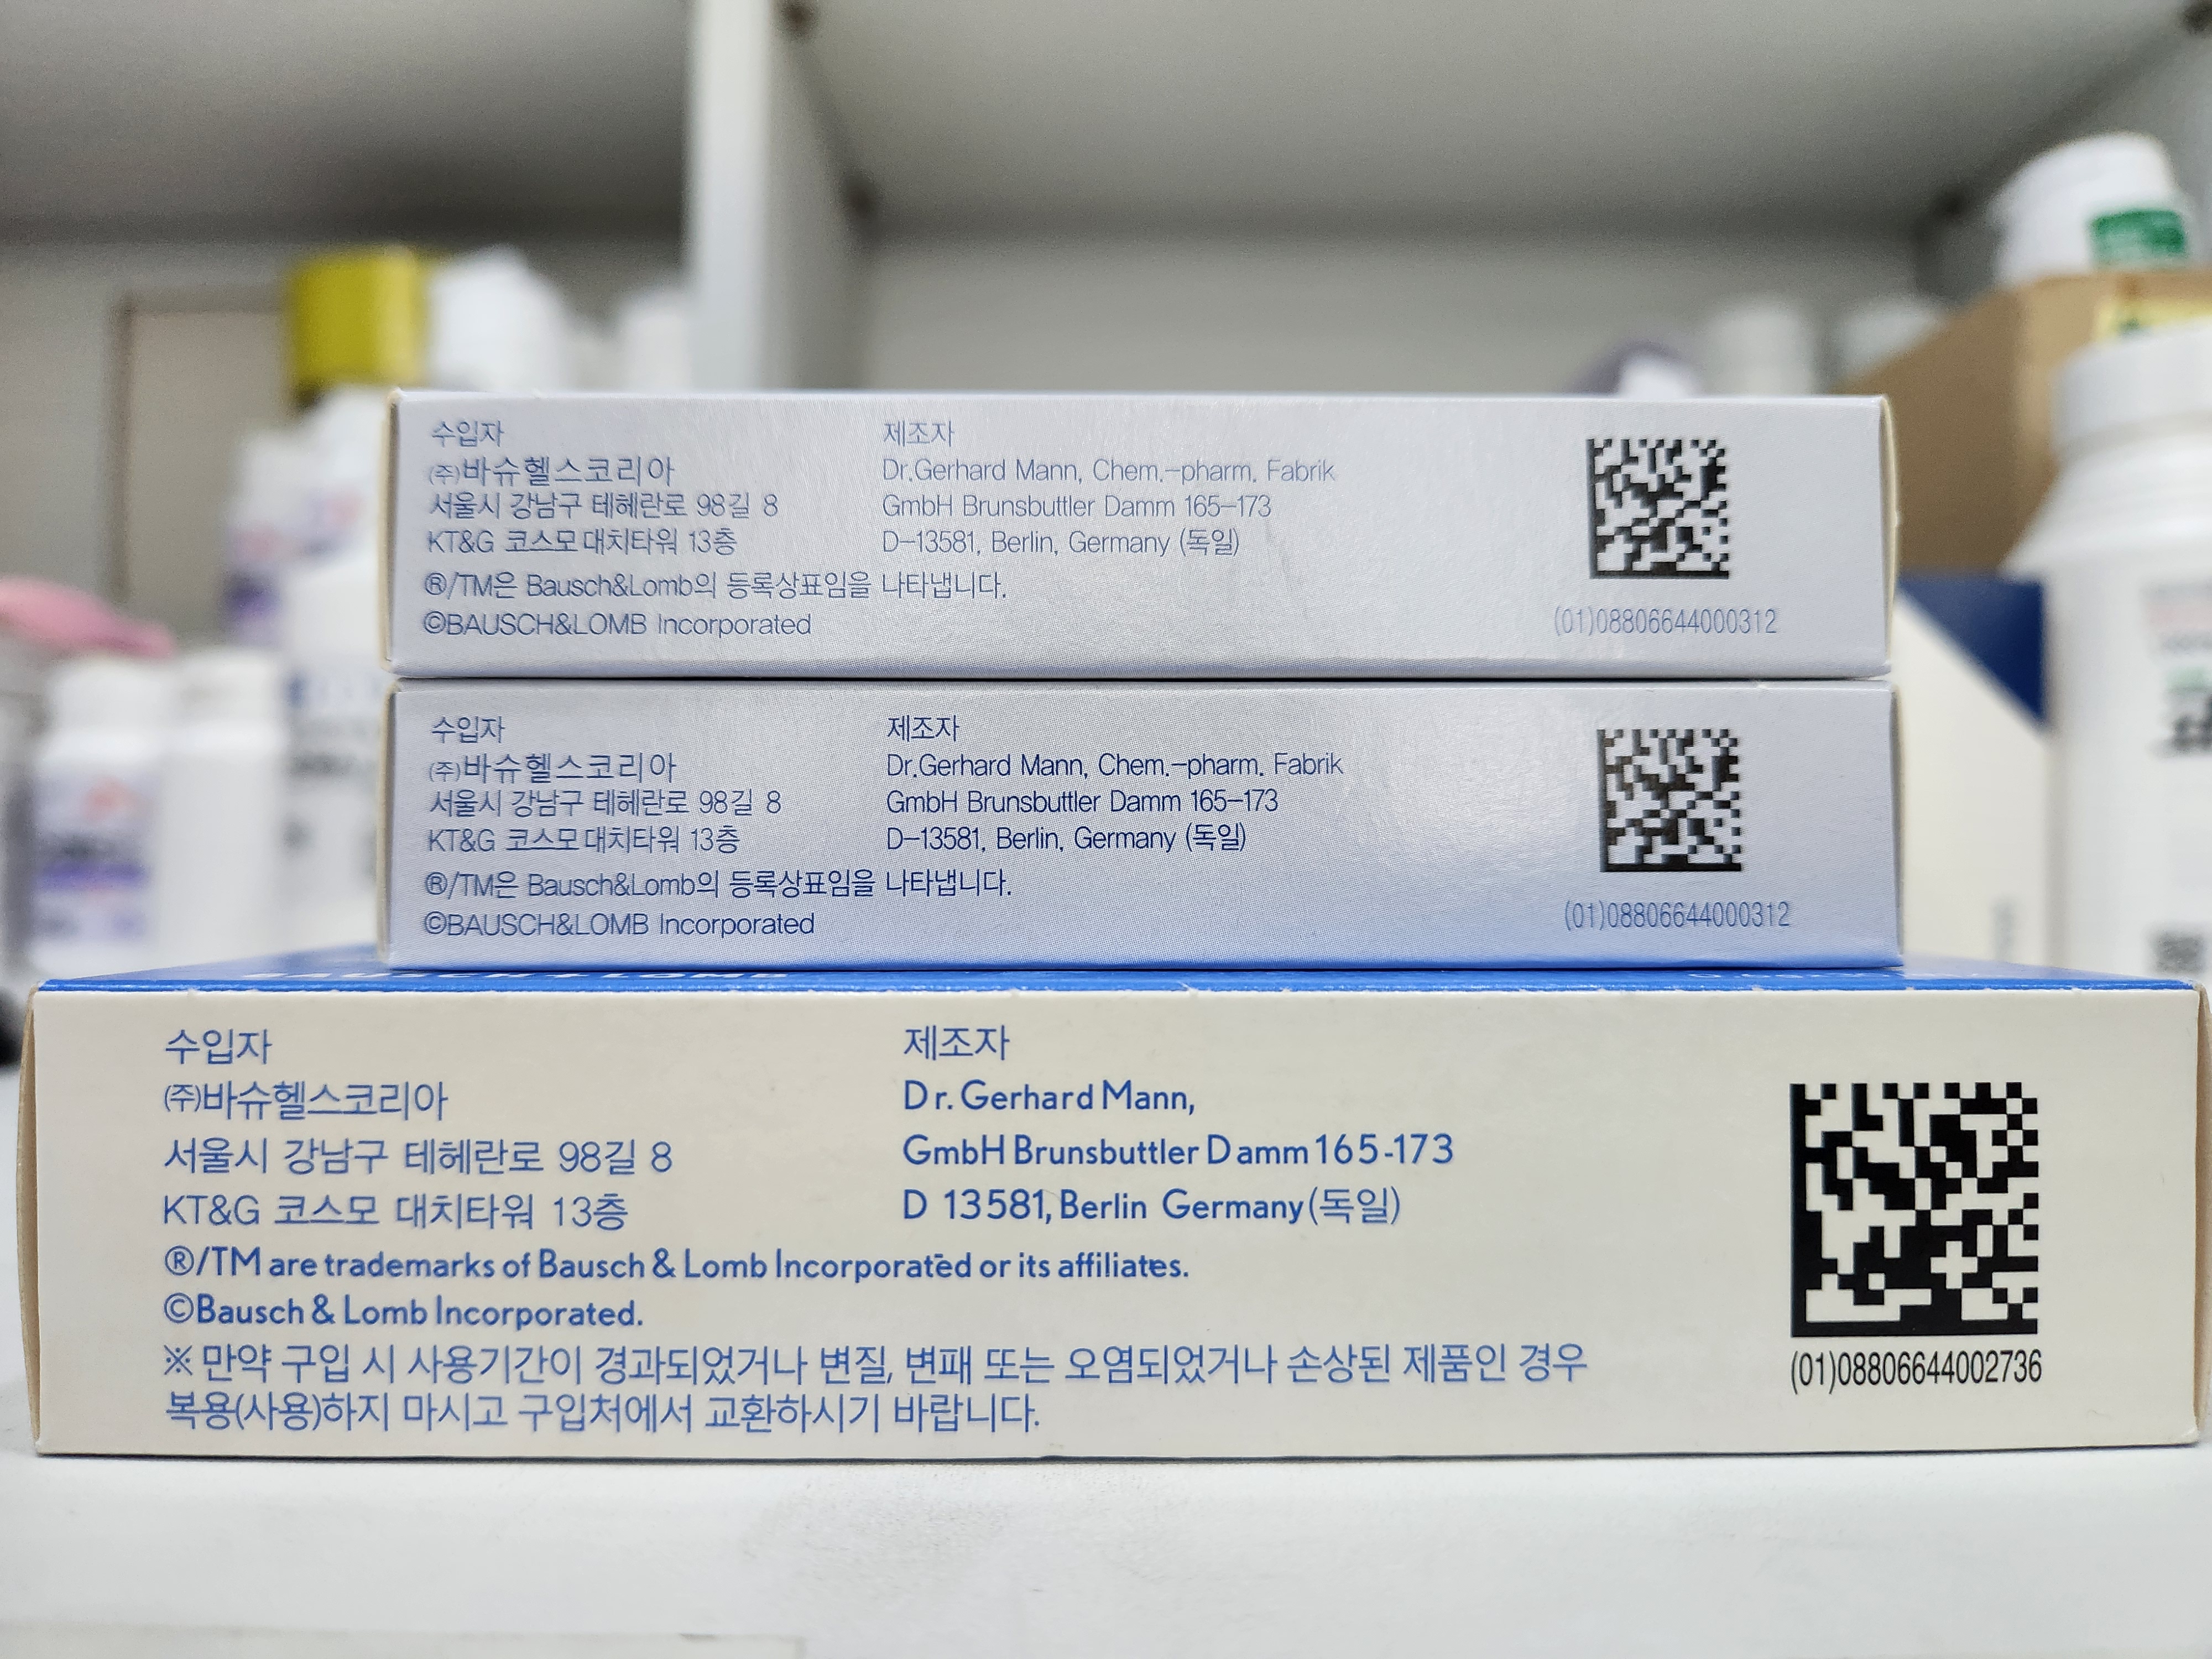 수입자
(주)바슈헬스코리아
서울시 강남구 테헤란로 98길 8
KT&G 코스모대치타워 13층
제조자
Dr.Gerhard Mann, Chem.-pharm. Fabrik
GmbH Brunsbuttler Damm 165-173
D-13581, Berlin, Germany (독일)
®/TM은 Bausch&Lomb의 등록상표임을 나타냅니다.
©BAUSCH&LOMB Incorporated
(01)08806644000312
수입자
(주)바슈헬스코리아
서울시 강남구 테헤란로 98길 8
KT&G 코스모대치타워 13층
제조자
Dr.Gerhard Mann, Chem.-pharm. Fabrik
GmbH Brunsbuttler Damm 165-173
D-13581, Berlin, Germany (독일)
®/TM은 Bausch&Lomb의 등록상표임을 나타냅니다.
©BAUSCH&LOMB Incorporated
(01)08806644000312
BAUSCH + LOMB
수입자
(주)바슈헬스코리아
서울시 강남구 테헤란로 98길 8
KT&G 코스모 대치타워 13층
제조자
Dr. Gerhard Mann,
GmbH Brunsbuttler Damm 165-173
D 13581, Berlin Germany (독일)
®/TM are trademarks of Bausch & Lomb Incorporated or its affiliates.
©Bausch & Lomb Incorporated.
※ 만약 구입 시 사용기간이 경과되었거나 변질, 변패 또는 오염되었거나 손상된 제품인 경우
복용(사용)하지 마시고 구입처에서 교환하시기 바랍니다.
(01)08806644002736